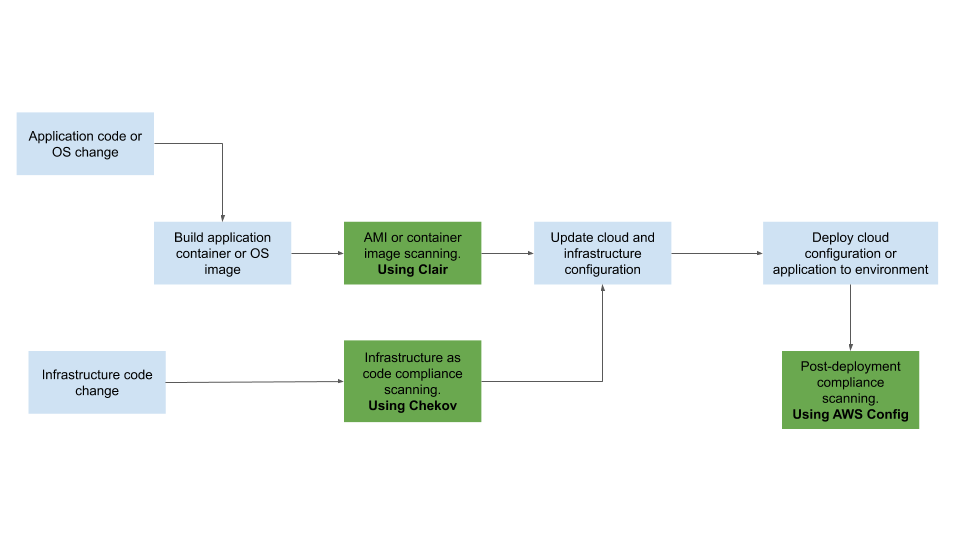 Application code or
OS change
Build application
container or OS
image
AMI or container
image scanning.
Using Clair
Update cloud and
infrastructure
configuration
Deploy cloud
configuration or
application to environment
Infrastructure code
change
Infrastructure as
code compliance
scanning.
Using Chekov
Post-deployment
compliance
scanning.
Using AWS Config